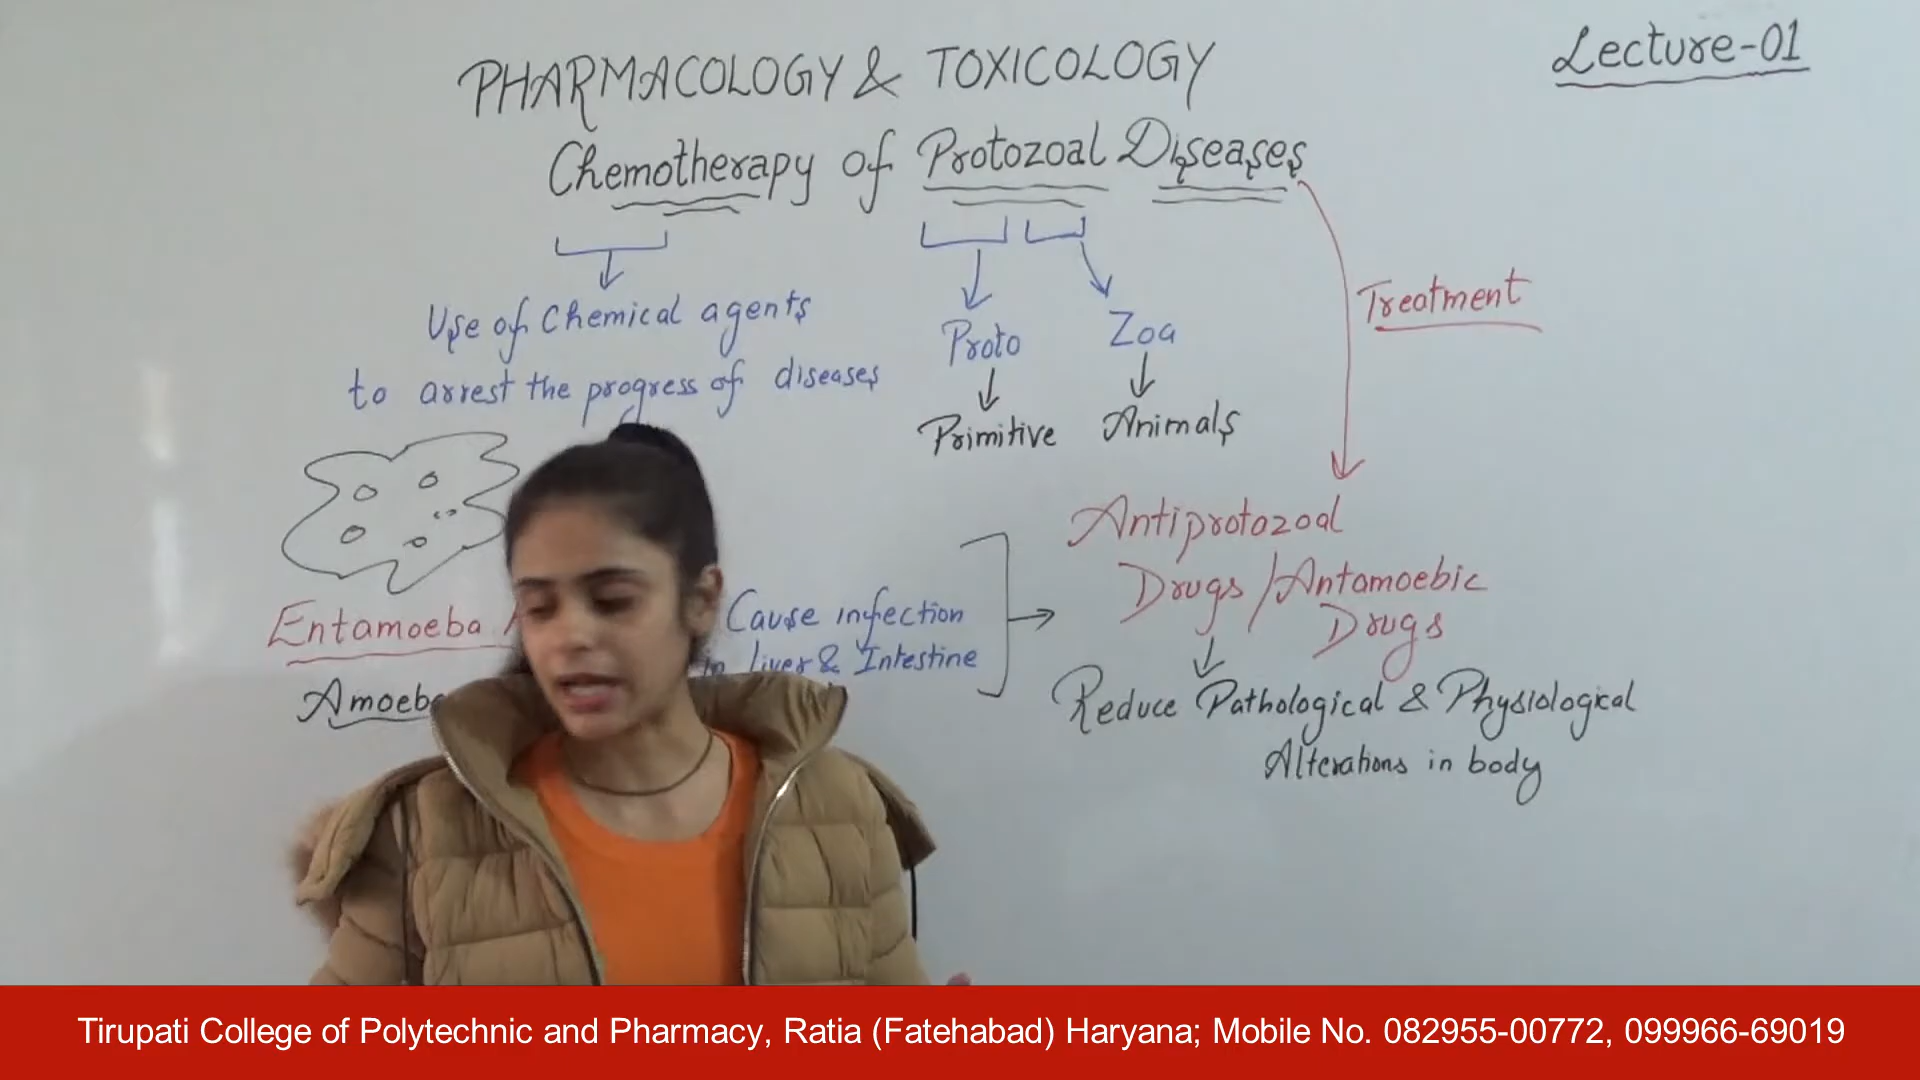 Lecture-01
PHARMACOLOGY & TOXICOLOGY
Chemotherapy of Protozoal Diseases
Use of Chemical agents
to arrest the progress of diseases
Proto
Zoa
Primitive
Animals
Treatment
Antiprotozoal
Drugs / Antamoebic
Drugs
Entamoeba
Cause infection
in liver & Intestine
Reduce Pathological & Physiological
Alterations in body
Tirupati College of Polytechnic and Pharmacy, Ratia (Fatehabad) Haryana; Mobile No. 082955-00772, 099966-69019